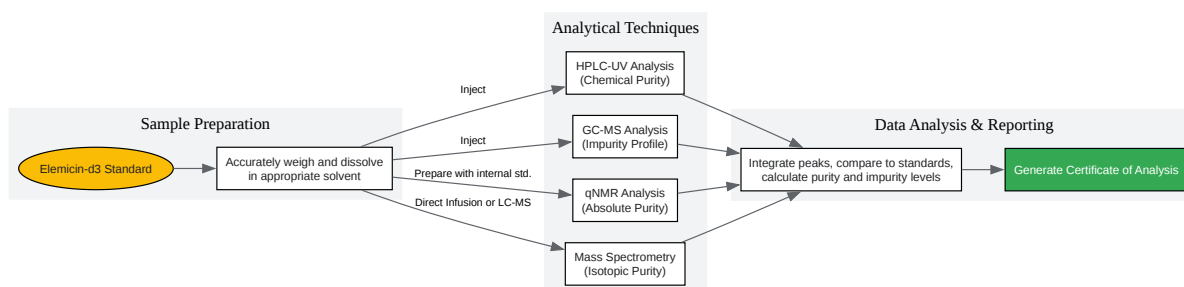 Sample Preparation
Elemicin-d3 Standard
Accurately weigh and dissolve
in appropriate solvent
Inject
Inject
Prepare with internal std.
Direct Infusion or LC-MS
Analytical Techniques
HPLC-UV Analysis
(Chemical Purity)
GC-MS Analysis
(Impurity Profile)
qNMR Analysis
(Absolute Purity)
Mass Spectrometry
(Isotopic Purity)
Data Analysis & Reporting
Integrate peaks, compare to standards,
calculate purity and impurity levels
Generate Certificate of Analysis